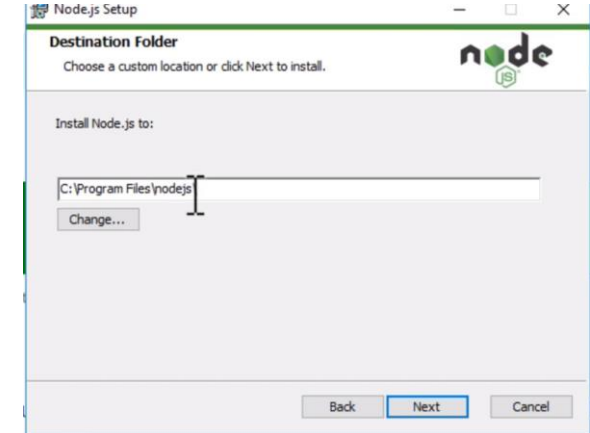 Node.js Setup
Destination Folder
Choose a custom location or click Next to install.
node
JS
Install Node.js to:
C:\Program Files\nodejs\
Change...
Back Next Cancel